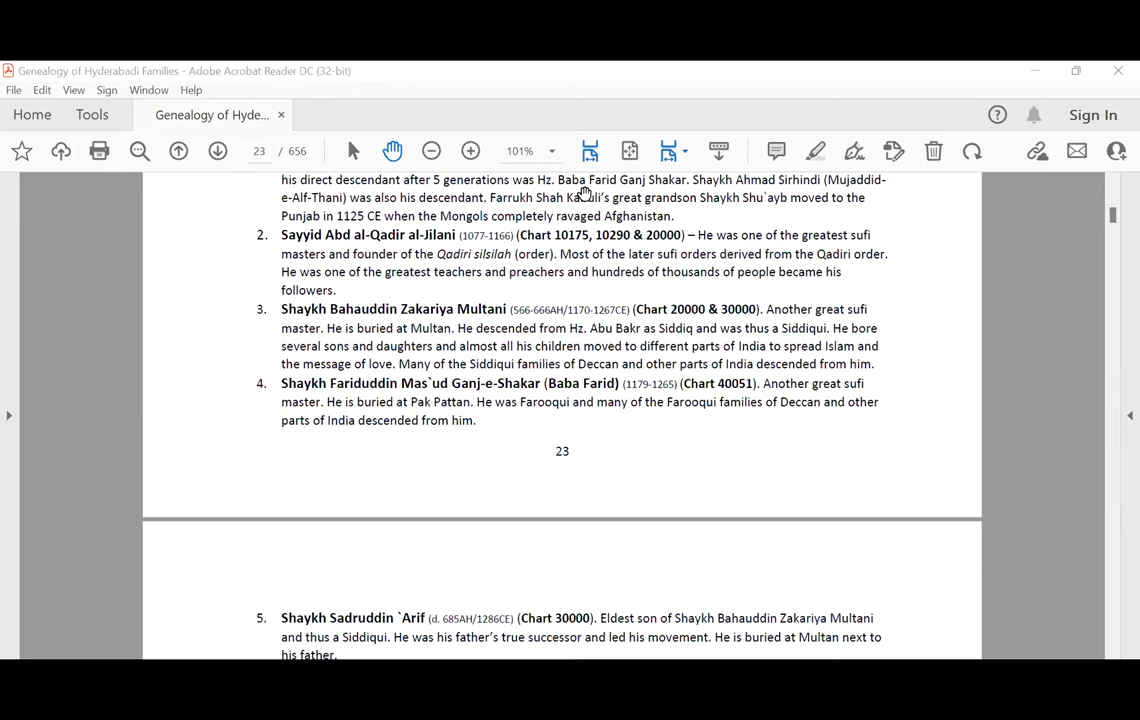 Genealogy of Hyderabadi Families - Adobe Acrobat Reader DC (32-bit)
File Edit View Sign Window Help
Home Tools Genealogy of Hyde... × Sign In
23 / 656 101%
his direct descendant after 5 generations was Hz. Baba Farid Ganj Shakar. Shaykh Ahmad Sirhindi (Mujaddid-
e-Alf-Thani) was also his descendant. Farrukh Shah great grandson Shaykh Shu`ayb moved to the
Punjab in 1125 CE when the Mongols completely ravaged Afghanistan.
2. Sayyid Abd al-Qadir al-Jilani (1077-1166) (Chart 10175, 10290 & 20000) – He was one of the greatest sufi
masters and founder of the Qadiri silsilah (order). Most of the later sufi orders derived from the Qadiri order.
He was one of the greatest teachers and preachers and hundreds of thousands of people became his
followers.
3. Shaykh Bahauddin Zakariya Multani (566-666AH/1170-1267CE) (Chart 20000 & 30000). Another great sufi
master. He is buried at Multan. He descended from Hz. Abu Bakr as Siddiq and was thus a Siddiqui. He bore
several sons and daughters and almost all his children moved to different parts of India to spread Islam and
the message of love. Many of the Siddiqui families of Deccan and other parts of India descended from him.
4. Shaykh Fariduddin Mas`ud Ganj-e-Shakar (Baba Farid) (1179-1265) (Chart 40051). Another great sufi
master. He is buried at Pak Pattan. He was Farooqui and many of the Farooqui families of Deccan and other
parts of India descended from him.
23
5. Shaykh Sadruddin `Arif (d. 685AH/1286CE) (Chart 30000). Eldest son of Shaykh Bahauddin Zakariya Multani
and thus a Siddiqui. He was his father's true successor and led his movement. He is buried at Multan next to
his father.